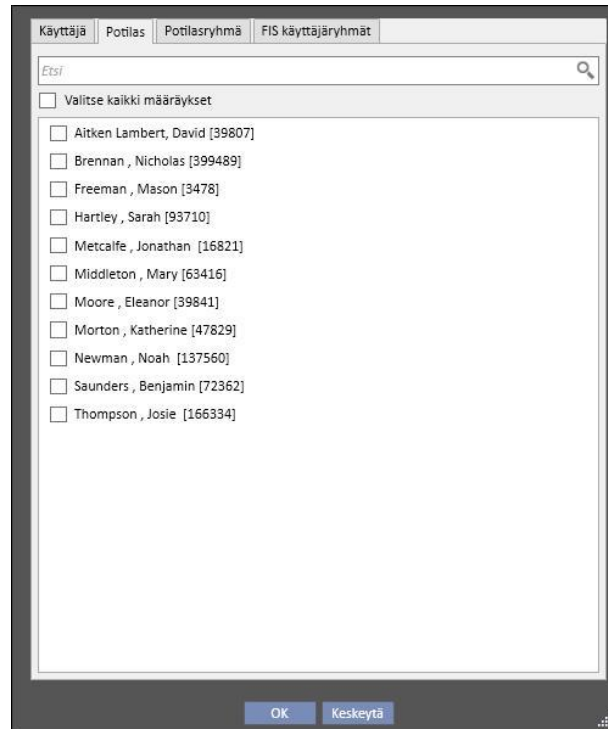 Käyttäjä Potilas Potilasryhmä FIS käyttäjäryhmät
Etsi
Valitse kaikki määräykset
Aitken Lambert, David [39807]
Brennan , Nicholas [399489]
Freeman , Mason [3478]
Hartley , Sarah [93710]
Metcalfe , Jonathan [16821]
Middleton , Mary [63416]
Moore , Eleanor [39841]
Morton , Katherine [47829]
Newman , Noah [137560]
Saunders , Benjamin [72362]
Thompson , Josie [166334]
OK Keskeytä